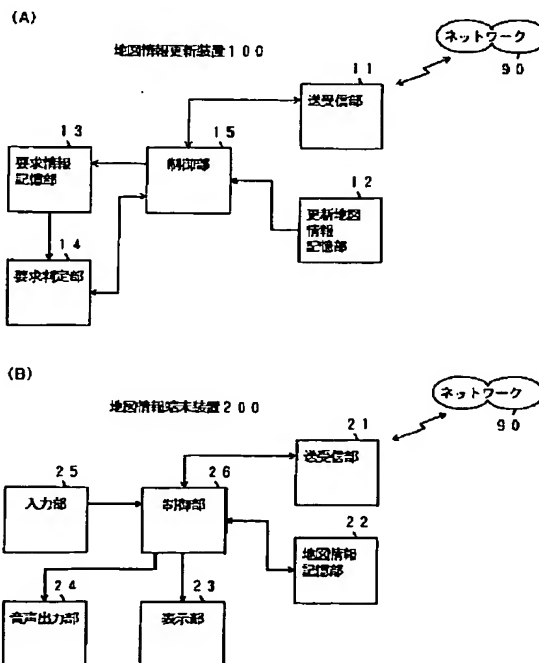 (A)
地図情報更新装置100
ネットワーク
90
11
送受信部
13
要求情報
記憶部
15
制御部
12
更新地図
情報
記憶部
14
要求判定部
(B)
地図情報端末装置200
ネットワーク
90
21
送受信部
25
入力部
26
制御部
22
地図情報
記憶部
24
音声出力部
23
表示部